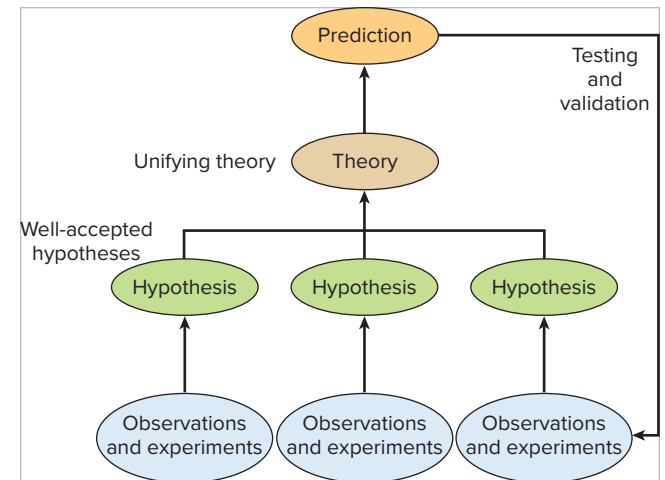 Prediction
Testing
and
validation
Unifying theory
Theory
Well-accepted
hypotheses
Hypothesis
Hypothesis
Hypothesis
Observations
and experiments
Observations
and experiments
Observations
and experiments